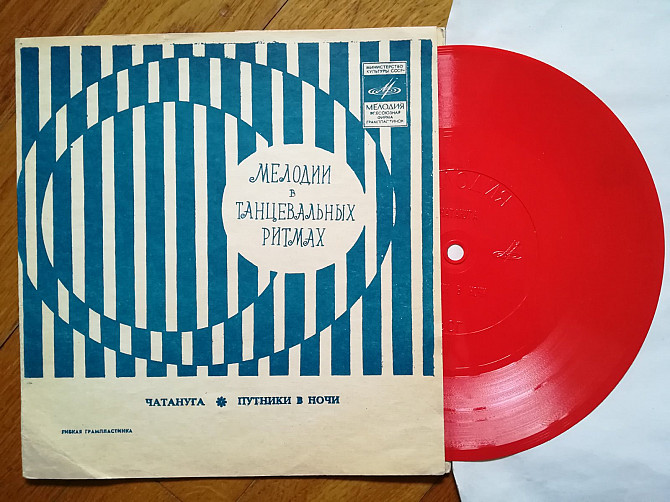 МИНИСТЕРСТВО
КУЛЬТУРЫ СССР
МЕЛОДИЯ
ВСЕСОЮЗНАЯ
ФИРМА
ГРАМПЛАСТИНОК
МЕЛОДИИ
В
ТАНЦЕВАЛЬНЫХ
РИТМАХ
ЧАТАНУГА ✽ ПУТНИКИ В НОЧИ
ГИБКАЯ ГРАМПЛАСТИНКА